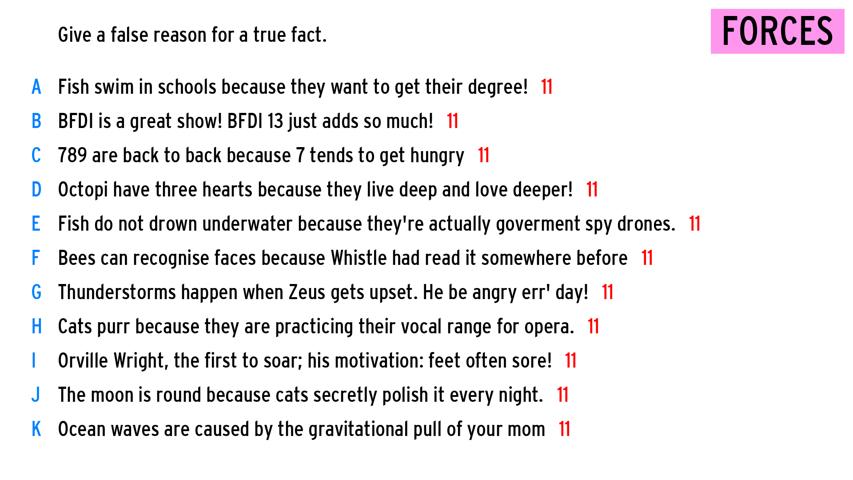 Give a false reason for a true fact.
FORCES
A Fish swim in schools because they want to get their degree! 11
B BFDI is a great show! BFDI 13 just adds so much! 11
C 789 are back to back because 7 tends to get hungry 11
D Octopi have three hearts because they live deep and love deeper! 11
E Fish do not drown underwater because they're actually goverment spy drones. 11
F Bees can recognise faces because Whistle had read it somewhere before 11
G Thunderstorms happen when Zeus gets upset. He be angry err' day! 11
H Cats purr because they are practicing their vocal range for opera. 11
I Orville Wright, the first to soar; his motivation: feet often sore! 11
J The moon is round because cats secretly polish it every night. 11
K Ocean waves are caused by the gravitational pull of your mom 11